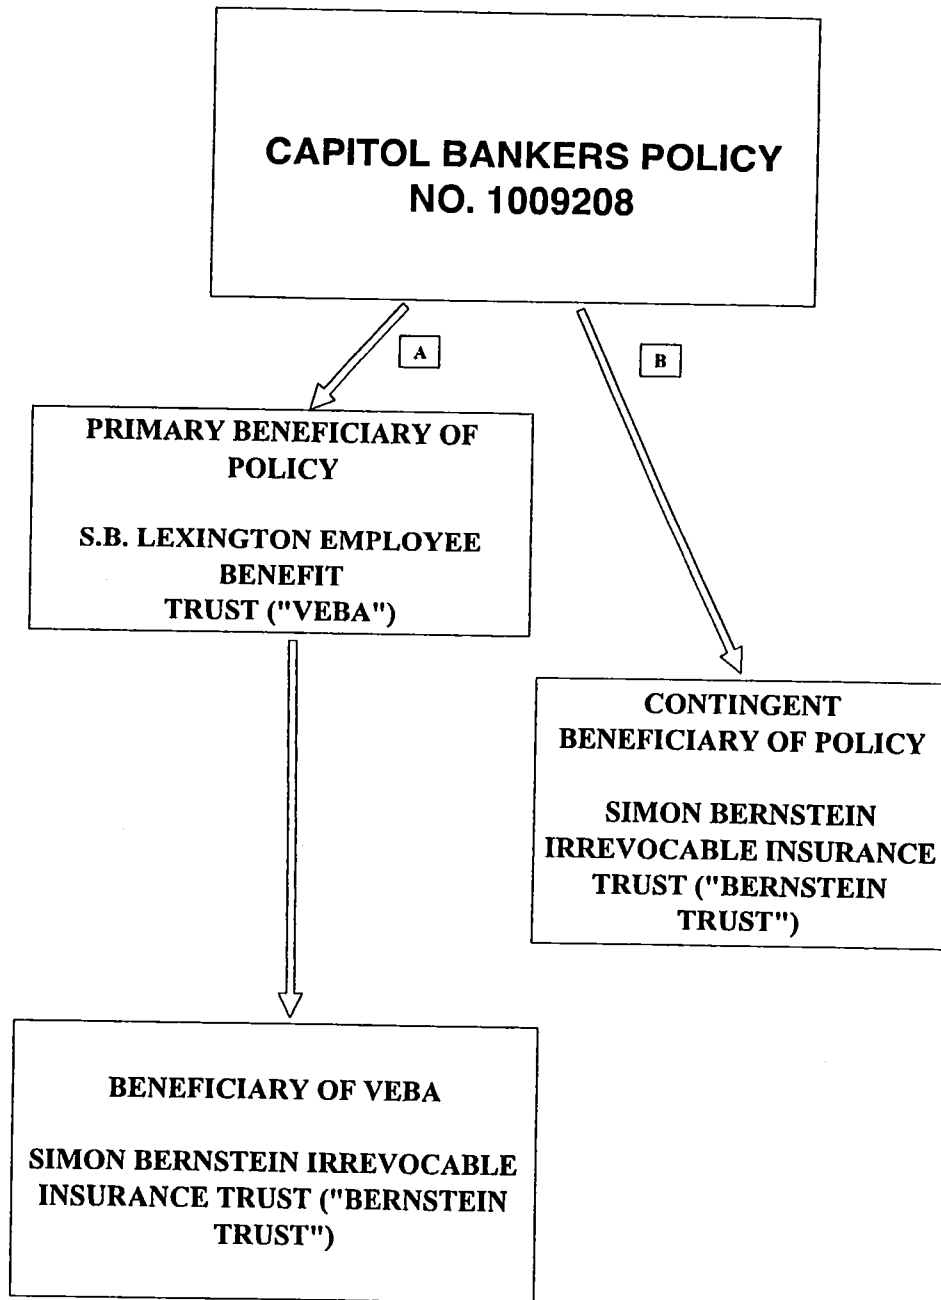 CAPITOL BANKERS POLICY
NO. 1009208
A
B
PRIMARY BENEFICIARY OF
POLICY
S.B. LEXINGTON EMPLOYEE
BENEFIT
TRUST ("VEBA")
CONTINGENT
BENEFICIARY OF POLICY
SIMON BERNSTEIN
IRREVOCABLE INSURANCE
TRUST ("BERNSTEIN
TRUST")
BENEFICIARY OF VEBA
SIMON BERNSTEIN IRREVOCABLE
INSURANCE TRUST ("BERNSTEIN
TRUST")